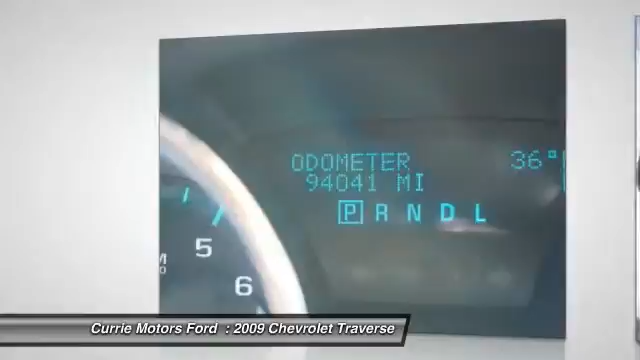 ODOMETER 36°
94041 MI
P R N D L
5
6
Currie Motors Ford : 2009 Chevrolet Traverse